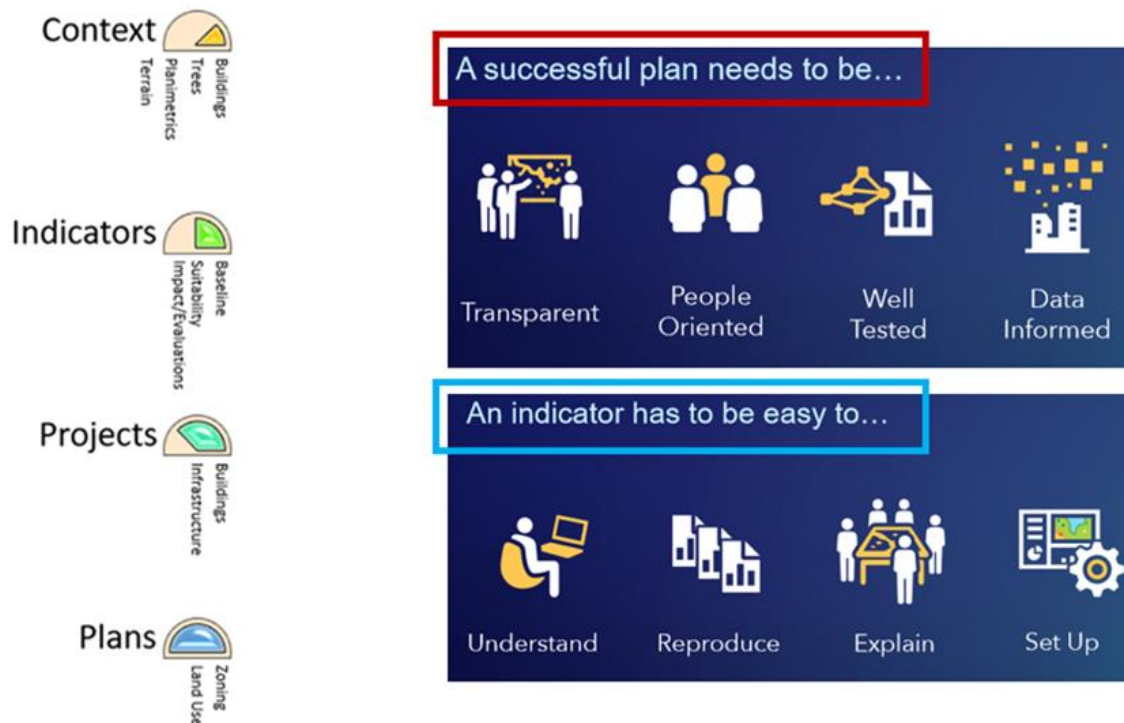 Context
Buildings
Trees
Planimetrics
Terrain
Indicators
Baseline
Suitability
Impact/Evaluations
Projects
Buildings
Infrastructure
Plans
Zoning
Land Use
A successful plan needs to be…
Transparent
People
Oriented
Well
Tested
Data
Informed
An indicator has to be easy to…
Understand
Reproduce
Explain
Set Up